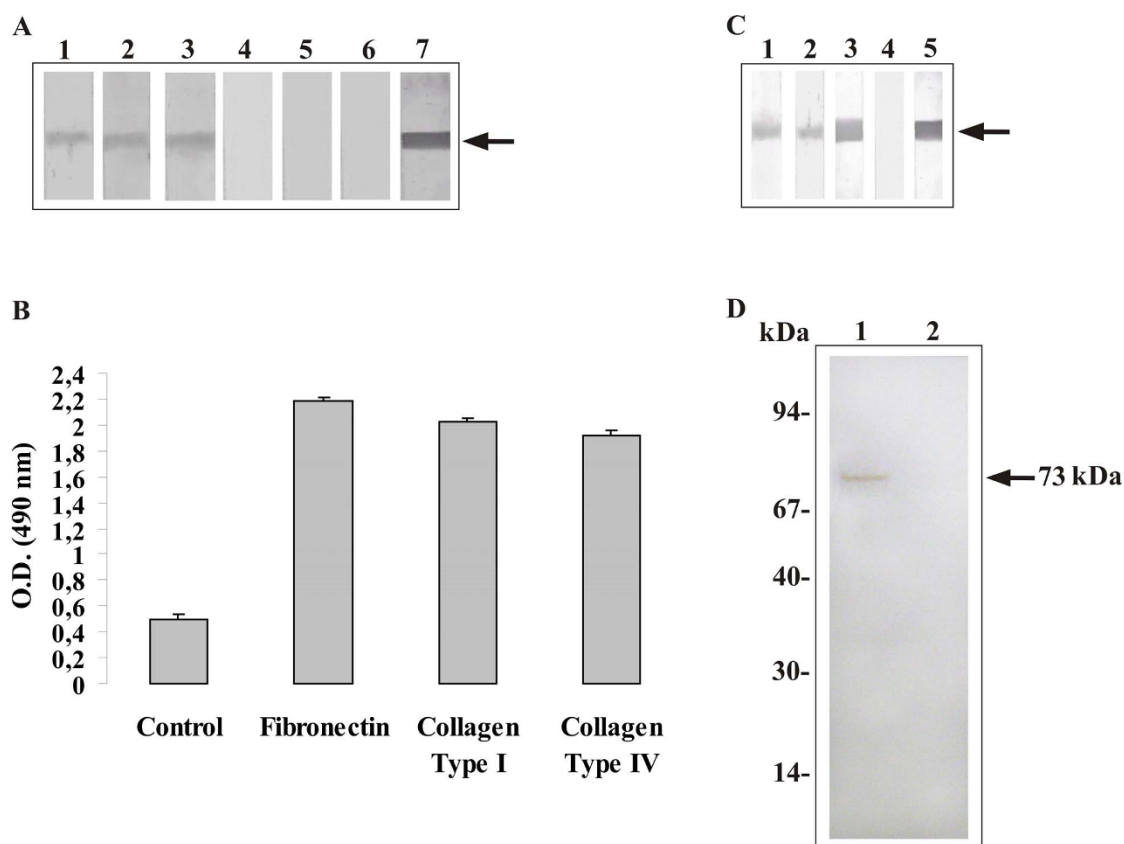 A
1 2 3 4 5 6 7
B
O.D. (490 nm)
2,4
2,2
2
1,8
1,6
1,4
1,2
1
0,8
0,6
0,4
0,2
0
Control
Fibronectin
Collagen
Type I
Collagen
Type IV
C
1 2 3 4 5
D
kDa 1 2
94-
73 kDa
67-
40-
30-
14-